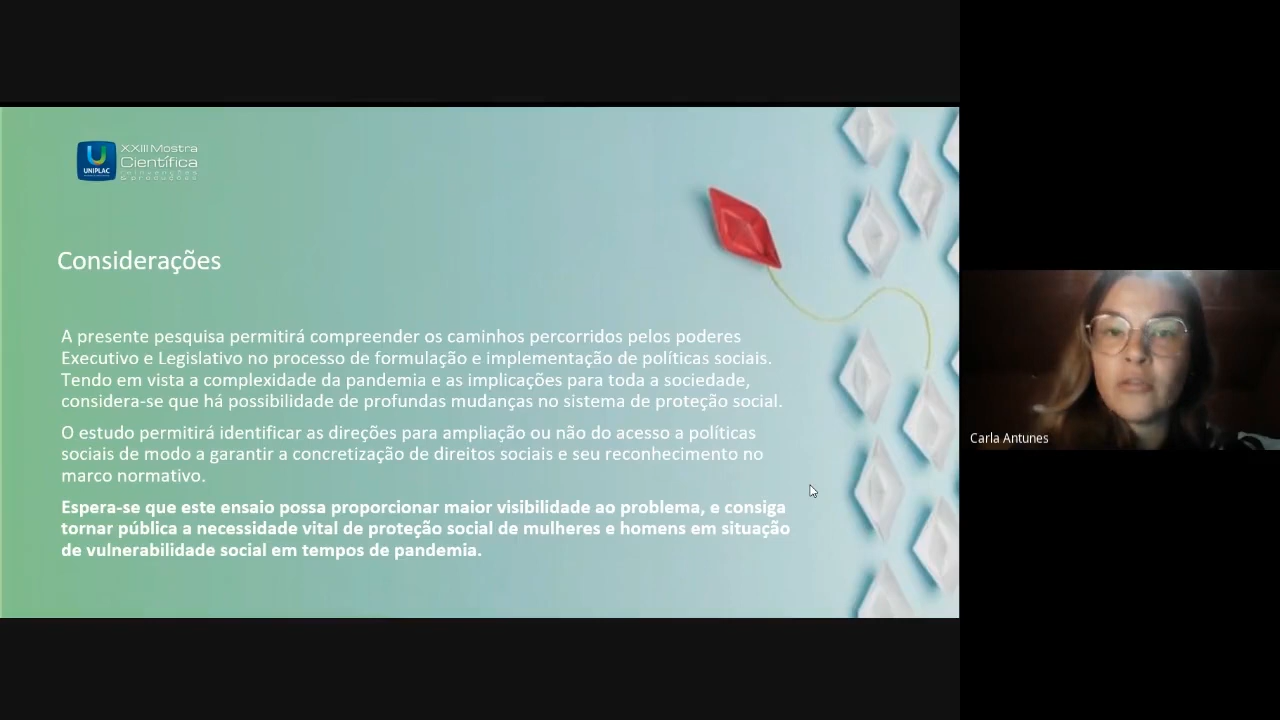 XXIII Mostra
Científica
reinvenções
& produções
UNIPLAC
Considerações
A presente pesquisa permitirá compreender os caminhos percorridos pelos poderes
Executivo e Legislativo no processo de formulação e implementação de políticas sociais.
Tendo em vista a complexidade da pandemia e as implicações para toda a sociedade,
considera-se que há possibilidade de profundas mudanças no sistema de proteção social.
O estudo permitirá identificar as direções para ampliação ou não do acesso a políticas
sociais de modo a garantir a concretização de direitos sociais e seu reconhecimento no
marco normativo.
Espera-se que este ensaio possa proporcionar maior visibilidade ao problema, e consiga
tornar pública a necessidade vital de proteção social de mulheres e homens em situação
de vulnerabilidade social em tempos de pandemia.
Carla Antunes